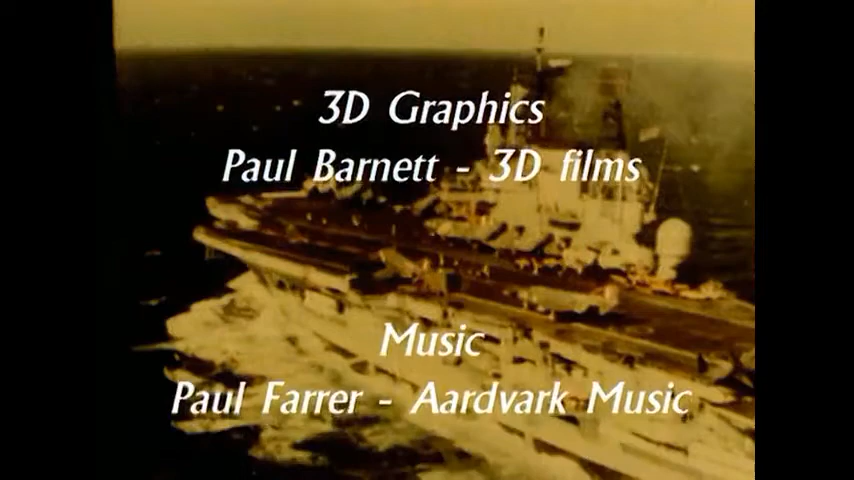 3D Graphics
Paul Barnett - 3D films
Music
Paul Farrer - Aardvark Music